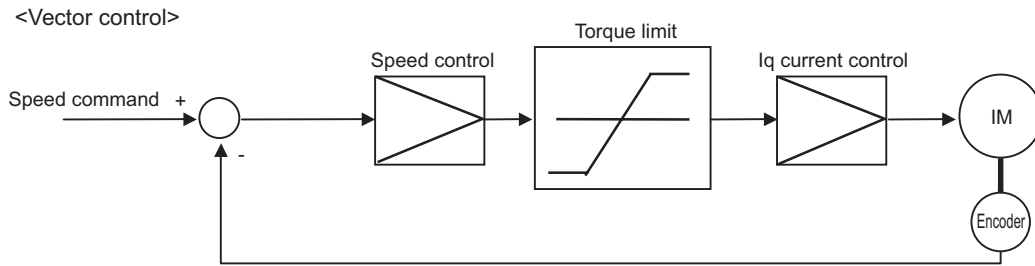 <Vector control>
Torque limit
Speed control
Iq current control
Speed command
+
-
IM
Encoder